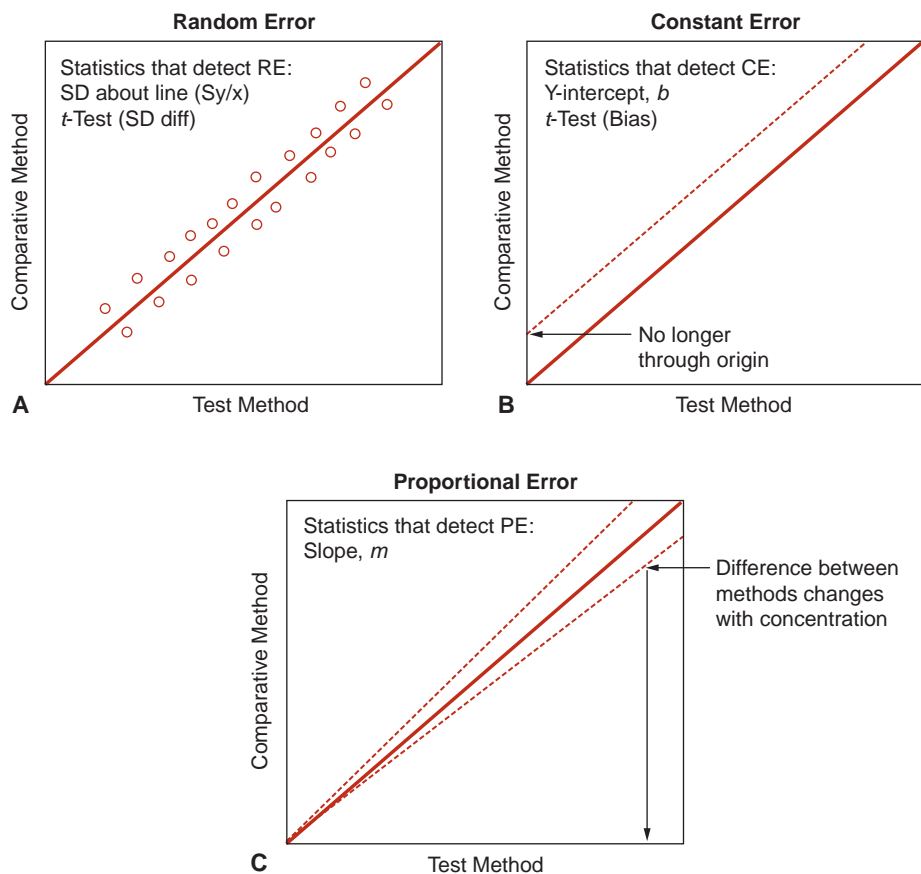 Random Error
Statistics that detect RE:
SD about line (Sy/x)
t-Test (SD diff)
Comparative Method
Test Method
A
Constant Error
Statistics that detect CE:
Y-intercept, b
t-Test (Bias)
No longer
through origin
Comparative Method
Test Method
B
Proportional Error
Statistics that detect PE:
Slope, m
Difference between
methods changes
with concentration
Comparative Method
Test Method
C